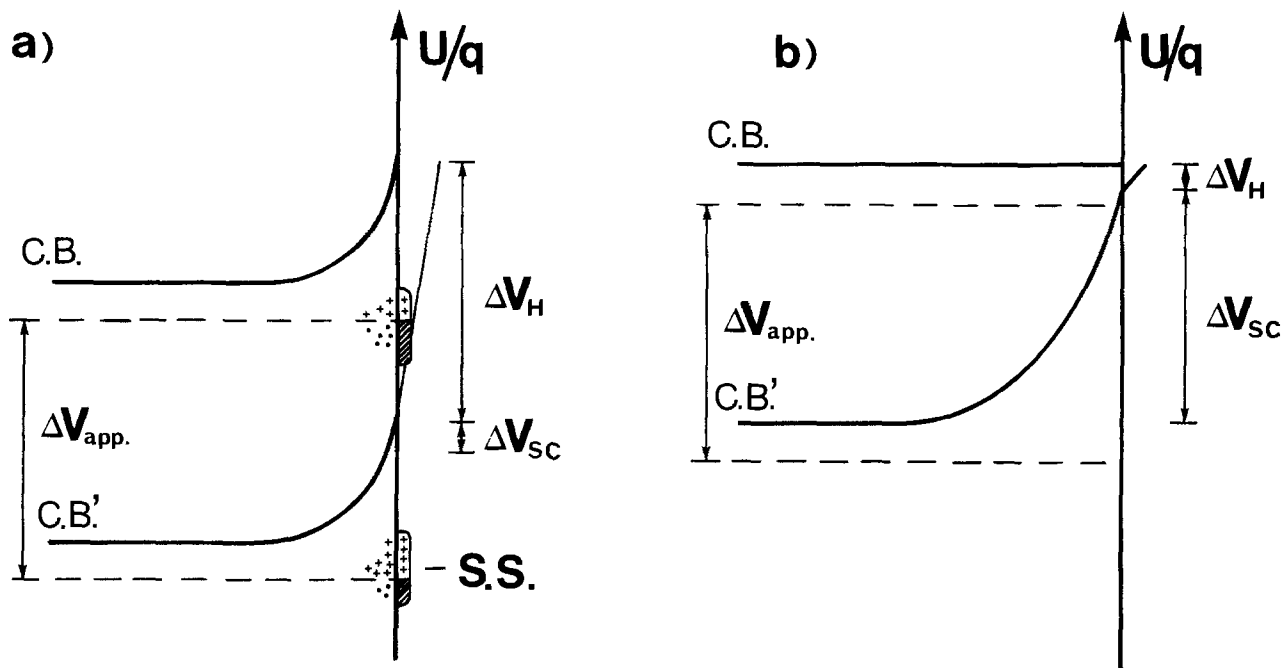 a)
U/q
C.B.
ΔV_H
ΔV_app.
ΔV_SC
C.B.'
S.S.
b)
U/q
C.B.
ΔV_H
ΔV_app.
ΔV_SC
C.B.'